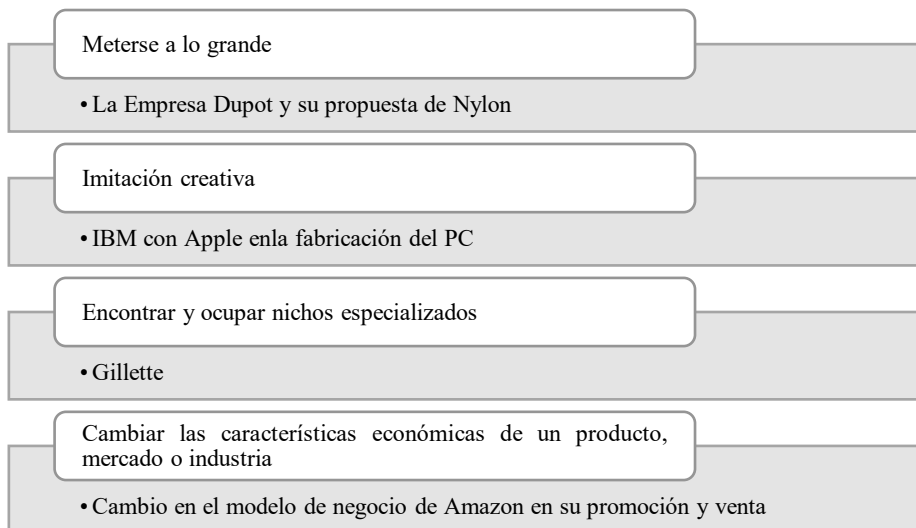 Meterse a lo grande
• La Empresa Dupot y su propuesta de Nylon
Imitación creativa
• IBM con Apple enla fabricación del PC
Encontrar y ocupar nichos especializados
• Gillette
Cambiar las características económicas de un producto,
mercado o industria
• Cambio en el modelo de negocio de Amazon en su promoción y venta